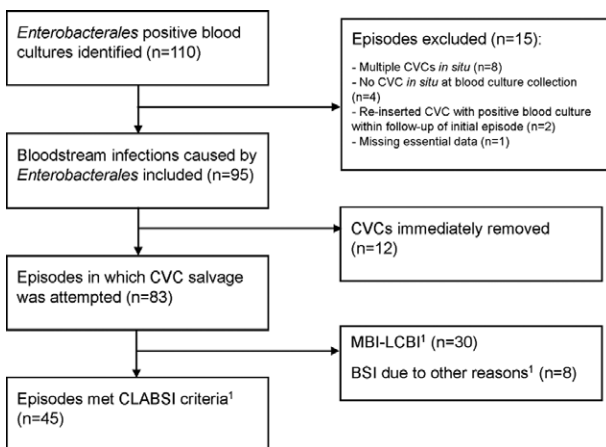 Enterobacterales positive blood
cultures identified (n=110)
Episodes excluded (n=15):
- Multiple CVCs in situ (n=8)
- No CVC in situ at blood culture collection
(n=4)
- Re-inserted CVC with positive blood culture
within follow-up of initial episode (n=2)
- Missing essential data (n=1)
Bloodstream infections caused by
Enterobacterales included (n=95)
CVCs immediately removed
(n=12)
Episodes in which CVC salvage
was attempted (n=83)
MBI-LCBI¹ (n=30)
BSI due to other reasons¹ (n=8)
Episodes met CLABSI criteria¹
(n=45)